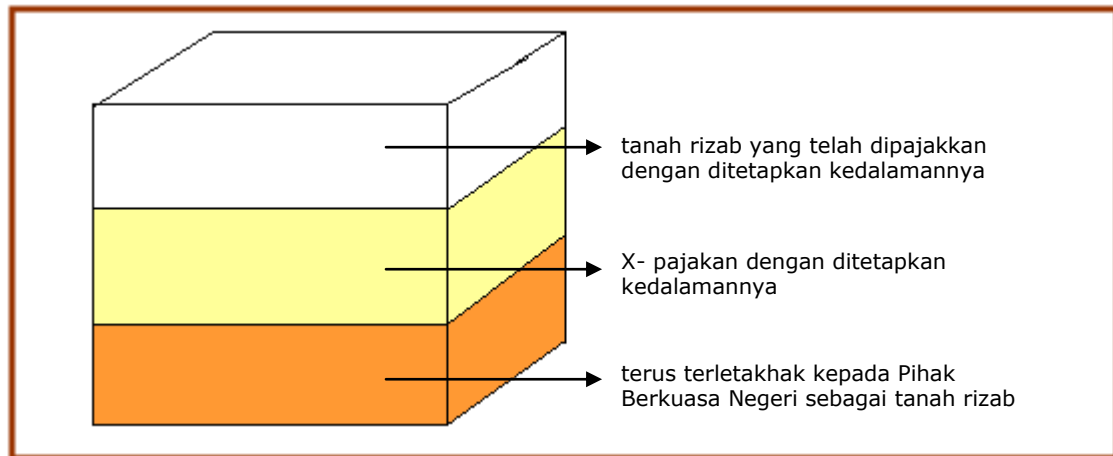 tanah rizab yang telah dipajakkan
dengan ditetapkan kedalamannya
X- pajakan dengan ditetapkan
kedalamannya
terus terletakhak kepada Pihak
Berkuasa Negeri sebagai tanah rizab